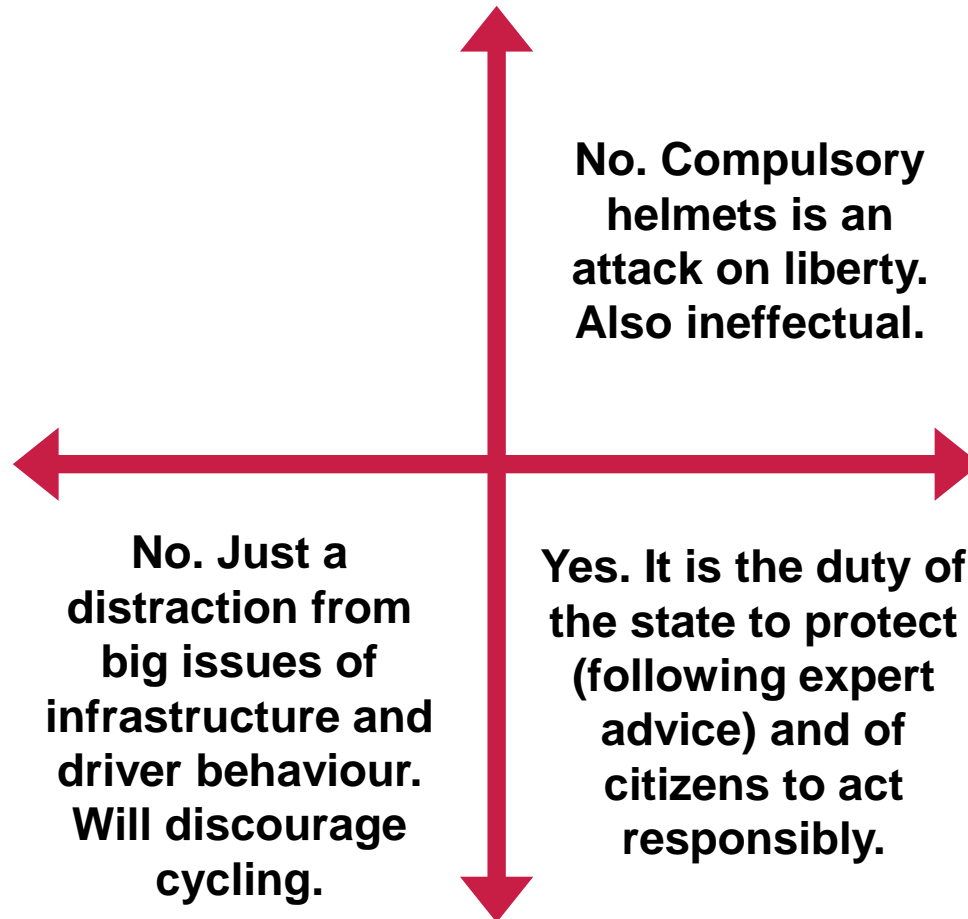 No. Compulsory
helmets is an
attack on liberty.
Also ineffectual.
No. Just a
distraction from
big issues of
infrastructure and
driver behaviour.
Will discourage
cycling.
Yes. It is the duty of
the state to protect
(following expert
advice) and of
citizens to act
responsibly.